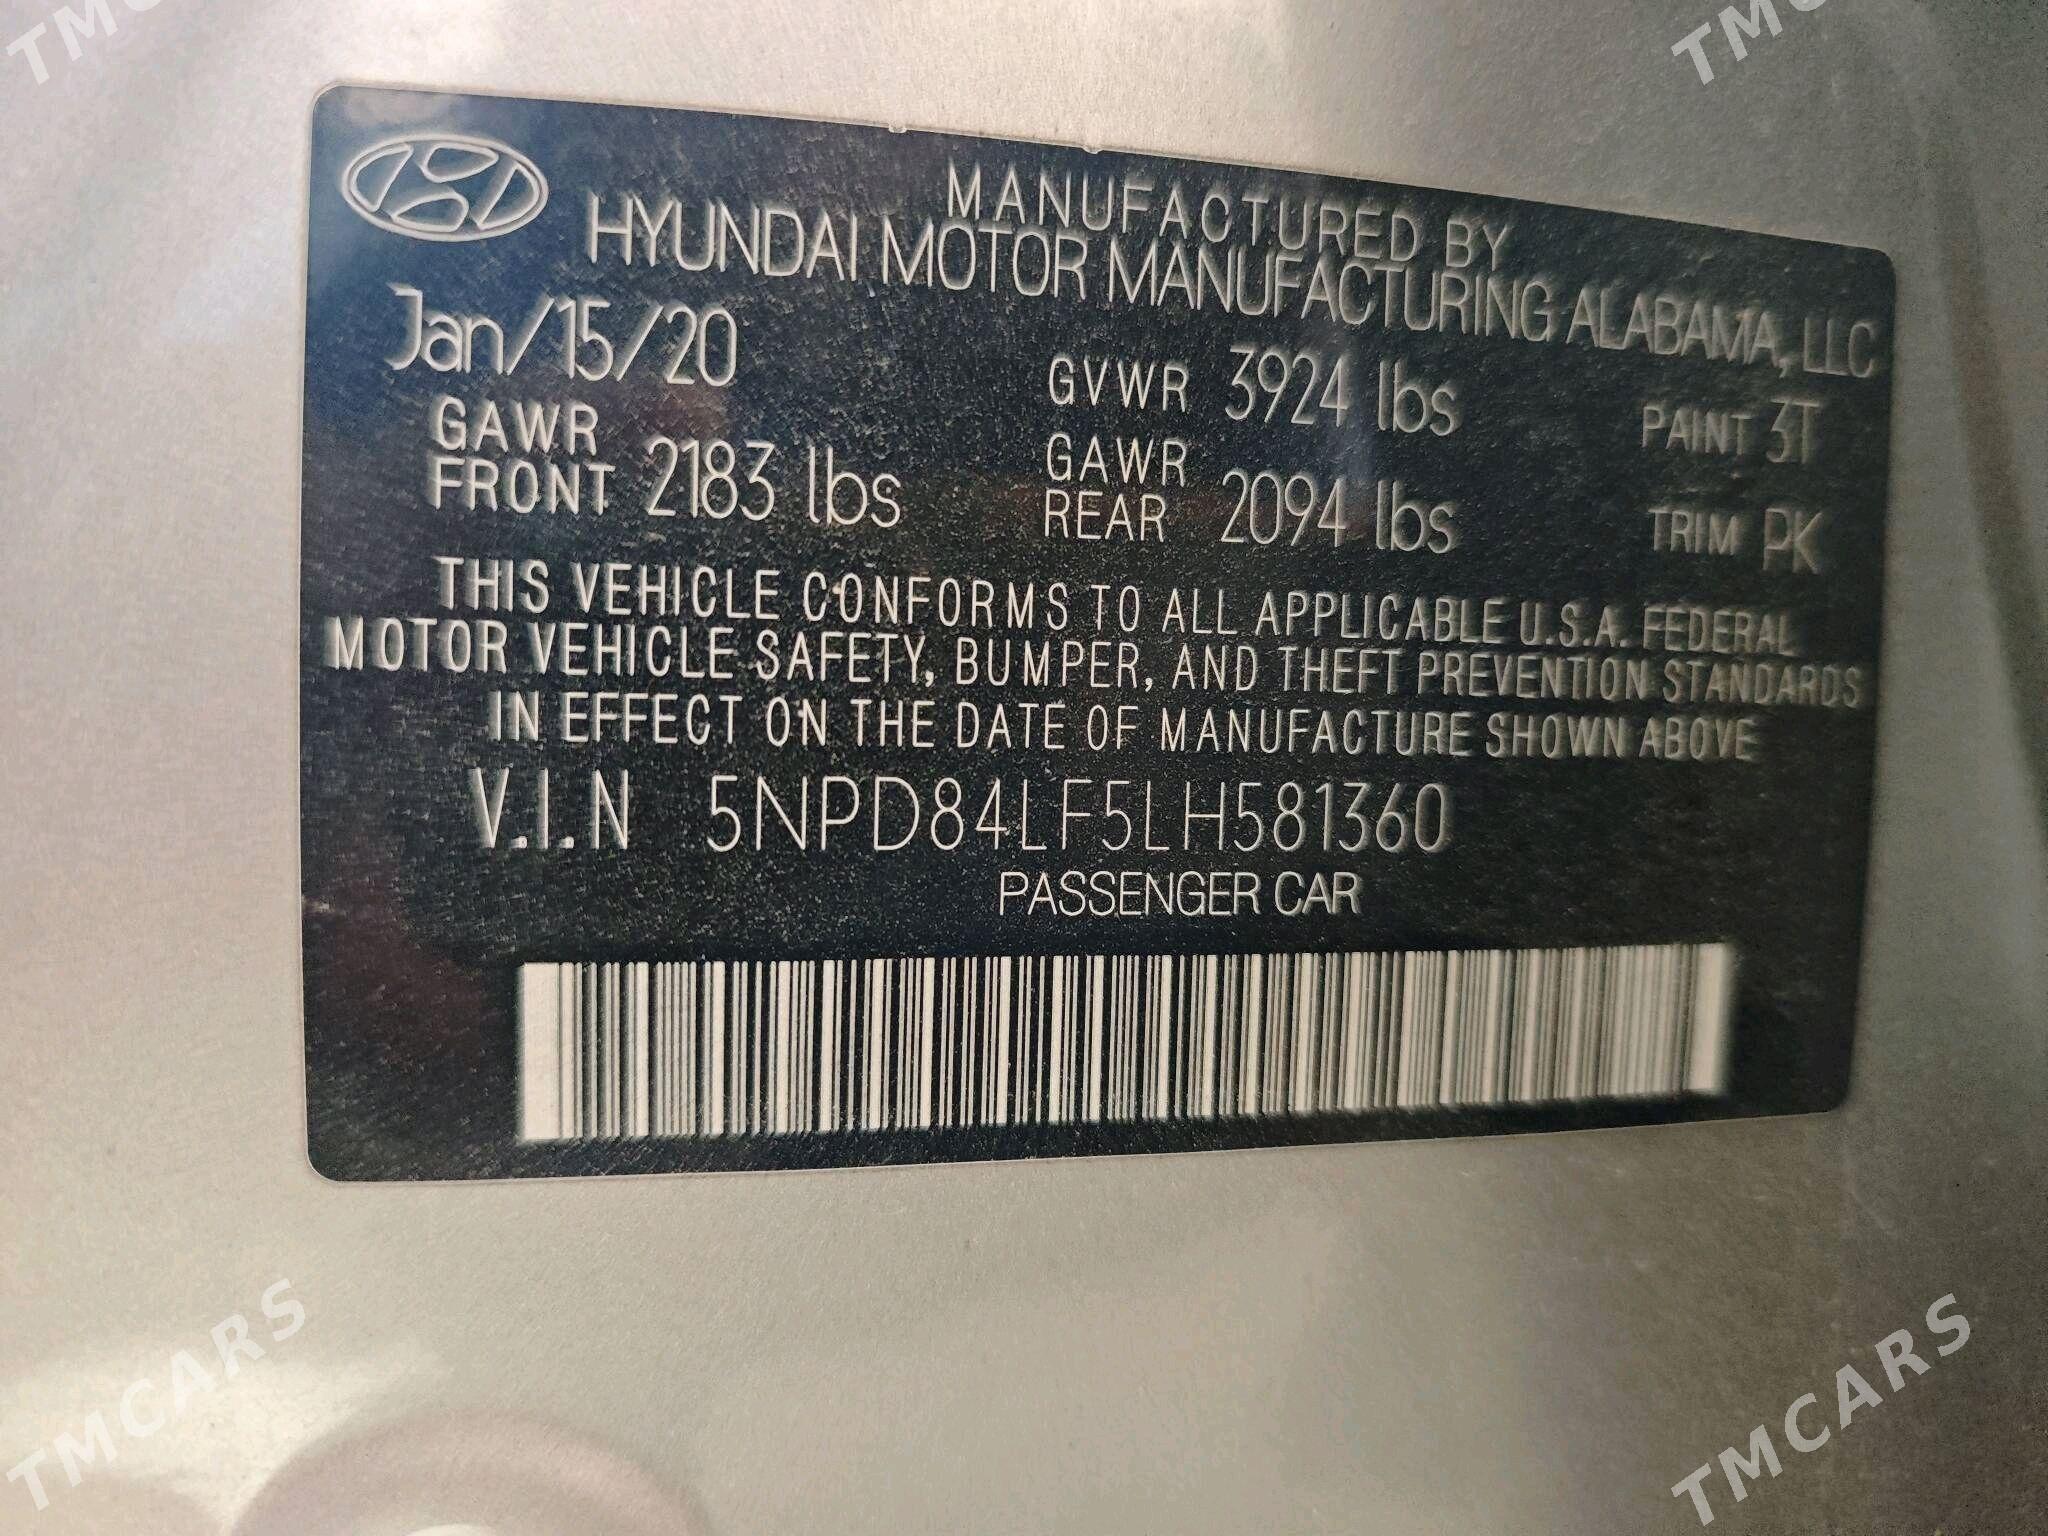 TMCARS
TMCARS
MANUFACTURED BY
HYUNDAI MOTOR MANUFACTURING ALABAMA, LLC
Jan/15/20 GVWR 3924 lbs PAINT 3T
GAWR FRONT 2183 lbs GAWR REAR 2094 lbs TRIM PK
THIS VEHICLE CONFORMS TO ALL APPLICABLE U.S.A. FEDERAL
MOTOR VEHICLE SAFETY, BUMPER, AND THEFT PREVENTION STANDARDS
IN EFFECT ON THE DATE OF MANUFACTURE SHOWN ABOVE
V.I.N 5NPD84LF5LH581360
PASSENGER CAR
TMCARS
TMCARS